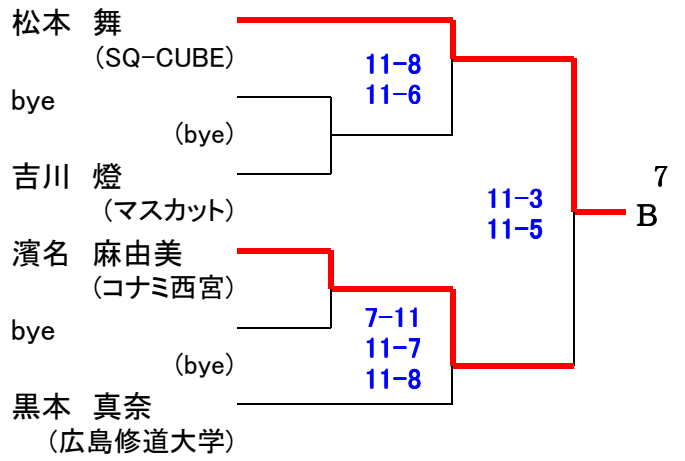 松本 舞
(SQ-CUBE)
11-8
11-6
bye
(bye)
吉川 燈
(マスカット)
11-3
11-5
7
B
濱名 麻由美
(コナミ西宮)
7-11
11-7
11-8
bye
(bye)
黒本 真奈
(広島修道大学)